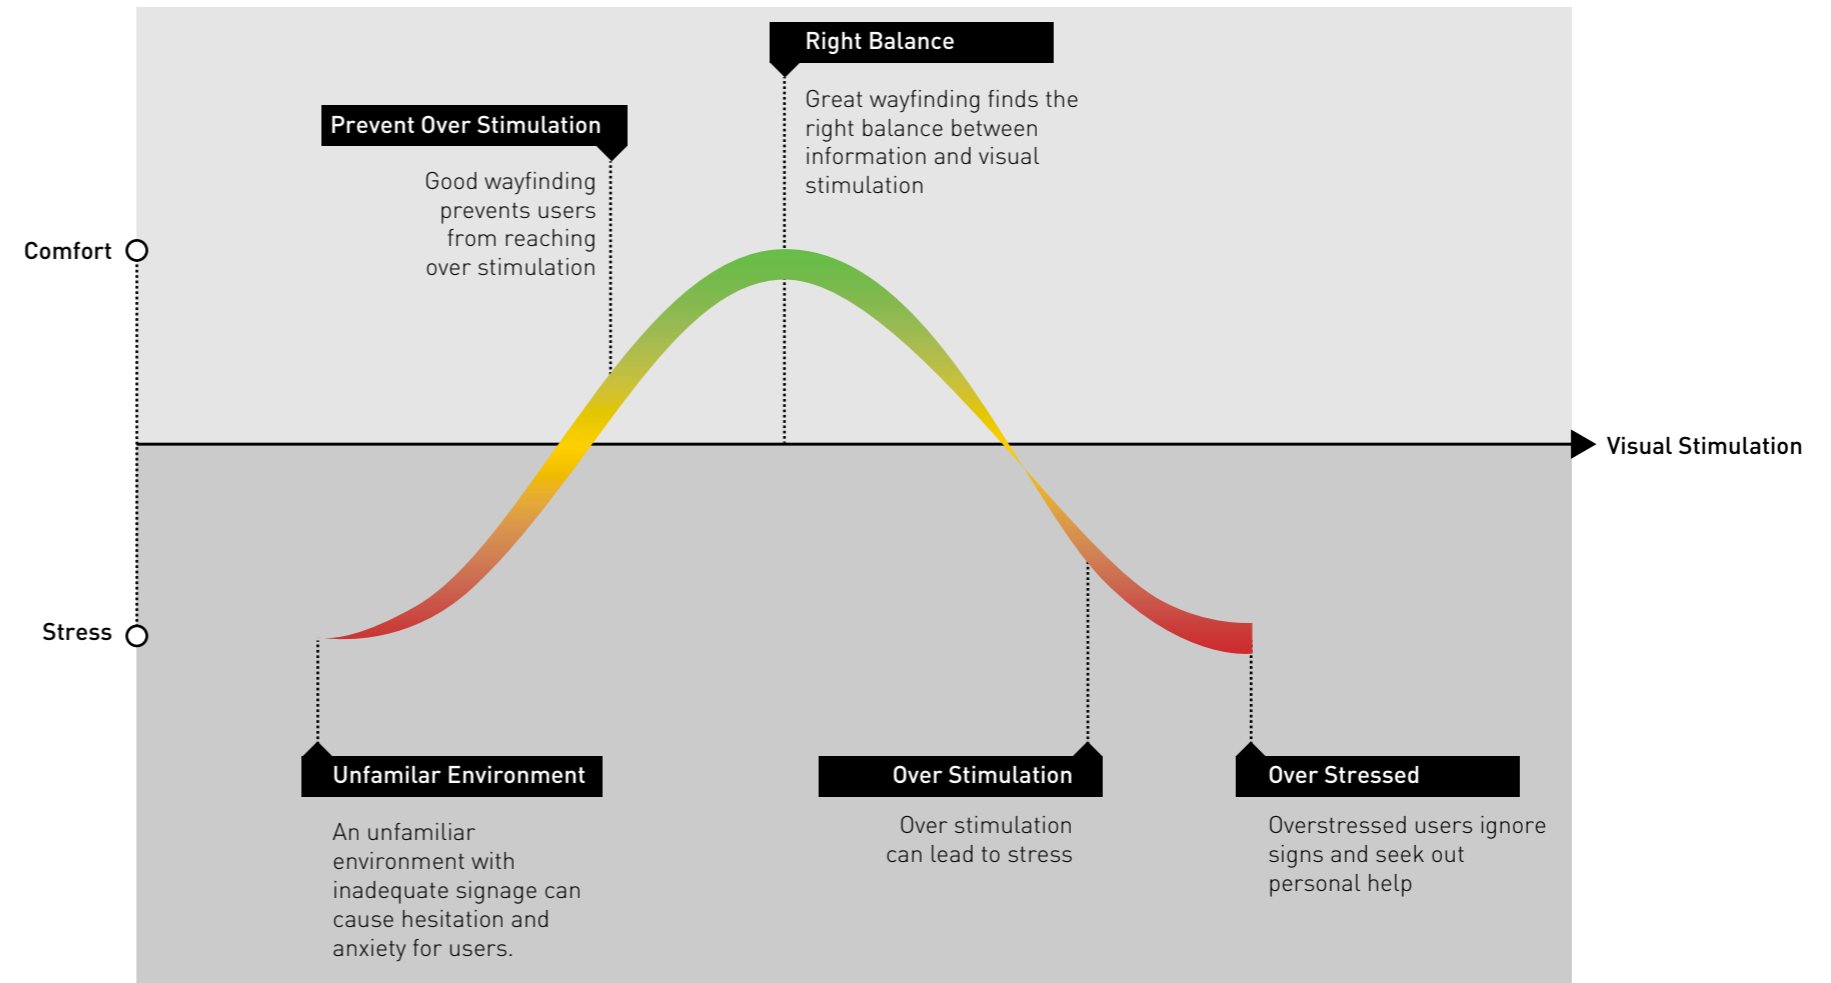 Right Balance
Great wayfinding finds the
right balance between
information and visual
stimulation
Prevent Over Stimulation
Good wayfinding
prevents users
from reaching
over stimulation
Comfort
Visual Stimulation
Stress
Unfamilar Environment
An unfamiliar
environment with
inadequate signage can
cause hesitation and
anxiety for users.
Over Stimulation
Over stimulation
can lead to stress
Over Stressed
Overstressed users ignore
signs and seek out
personal help